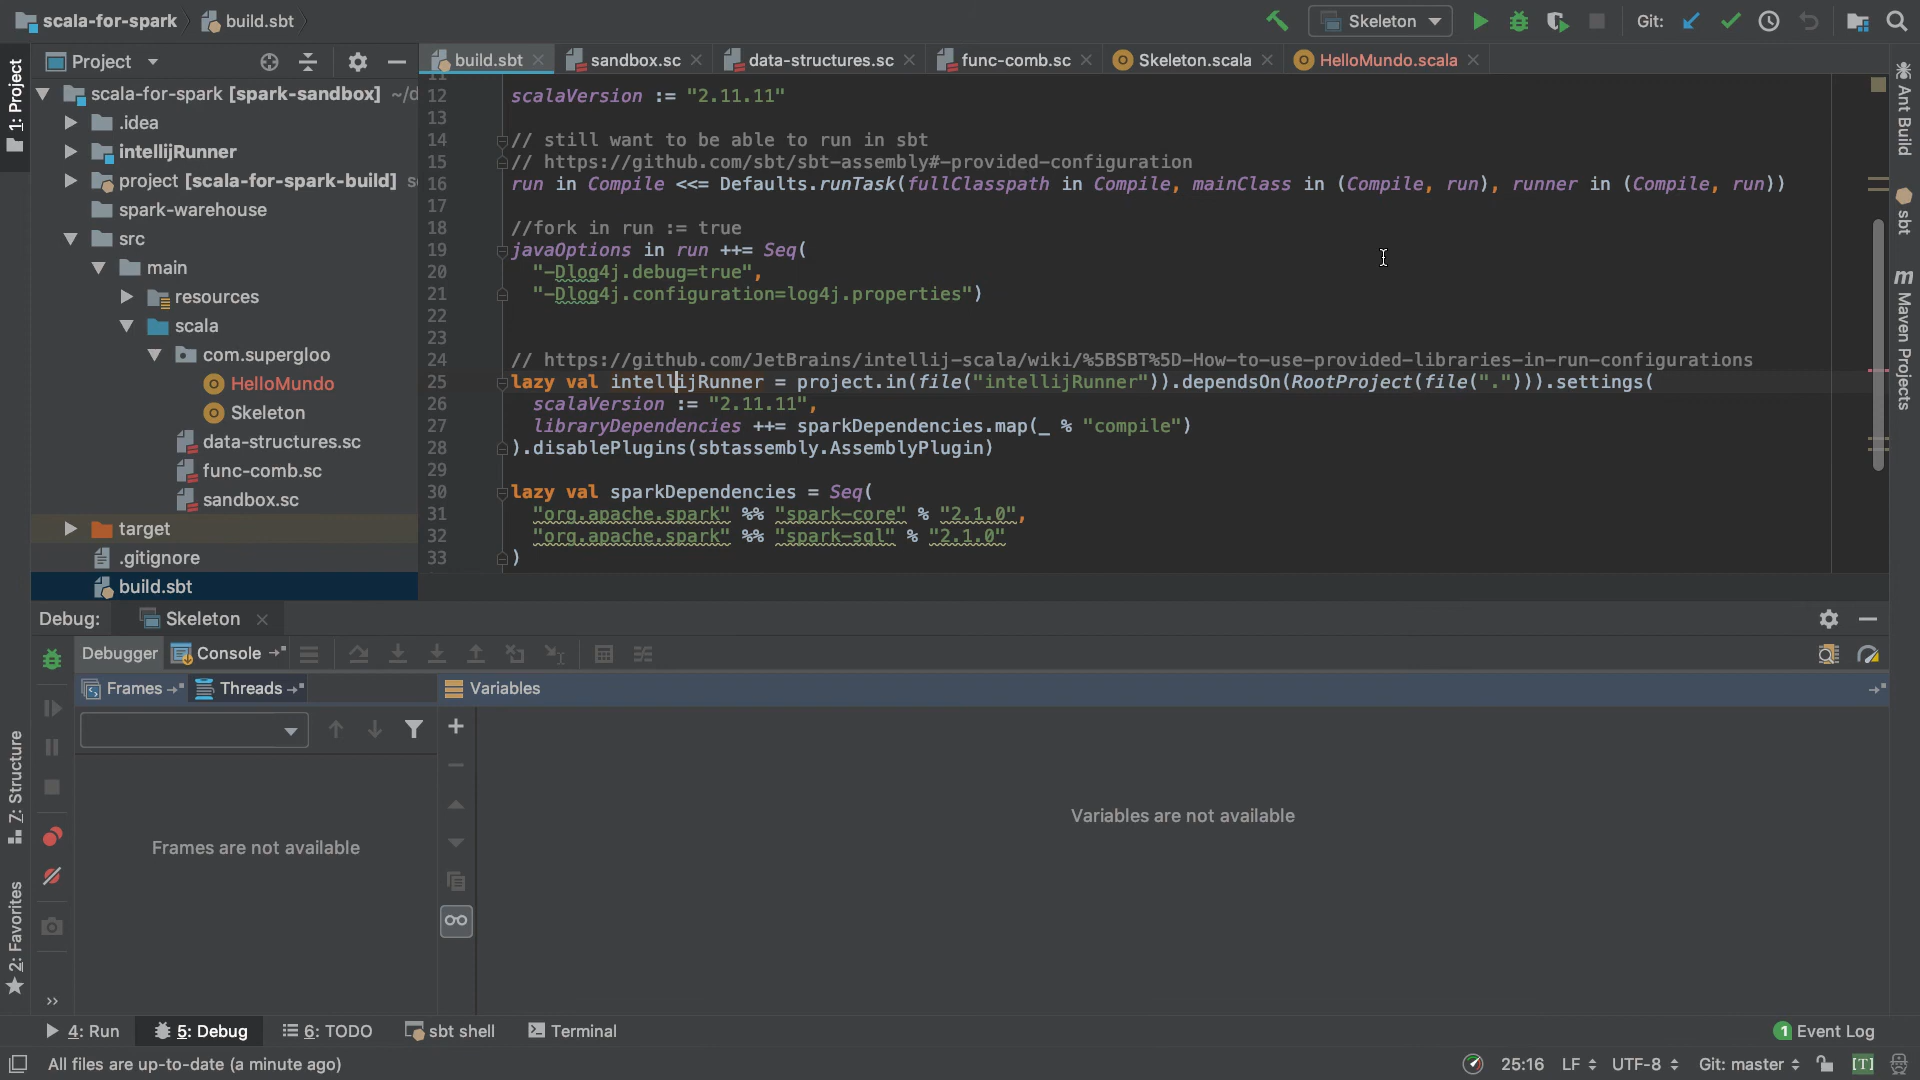 scala-for-spark build.sbt Skeleton Git:
1: Project
Project
build.sbt sandbox.sc data-structures.sc func-comb.sc Skeleton.scala HelloMundo.scala
scala-for-spark [spark-sandbox] ~/d
.idea
intellijRunner
project [scala-for-spark-build] s
spark-warehouse
src
main
resources
scala
com.supergloo
HelloMundo
Skeleton
data-structures.sc
func-comb.sc
sandbox.sc
target
.gitignore
build.sbt
11
12 scalaVersion := "2.11.11"
13
14 // still want to be able to run in sbt
15 // https://github.com/sbt/sbt-assembly#-provided-configuration
16 run in Compile <<= Defaults.runTask(fullClasspath in Compile, mainClass in (Compile, run), runner in (Compile, run))
17
18 //fork in run := true
19 javaOptions in run ++= Seq(
20 "-Dlog4j.debug=true",
21 "-Dlog4j.configuration=log4j.properties")
22
23
24 // https://github.com/JetBrains/intellij-scala/wiki/%5BSBT%5D-How-to-use-provided-libraries-in-run-configurations
25 lazy val intellijRunner = project.in(file("intellijRunner")).dependsOn(RootProject(file("."))).settings(
26 scalaVersion := "2.11.11",
27 libraryDependencies ++= sparkDependencies.map(_ % "compile")
28 ).disablePlugins(sbtassembly.AssemblyPlugin)
29
30 lazy val sparkDependencies = Seq(
31 "org.apache.spark" %% "spark-core" % "2.1.0",
32 "org.apache.spark" %% "spark-sql" % "2.1.0"
33 )
Ant Build
sbt
m Maven Projects
Debug: Skeleton
Debugger Console
Frames Threads Variables
Frames are not available
Variables are not available
7: Structure
2: Favorites
4: Run 5: Debug 6: TODO sbt shell Terminal 1 Event Log
All files are up-to-date (a minute ago) 25:16 LF UTF-8 Git: master [T]